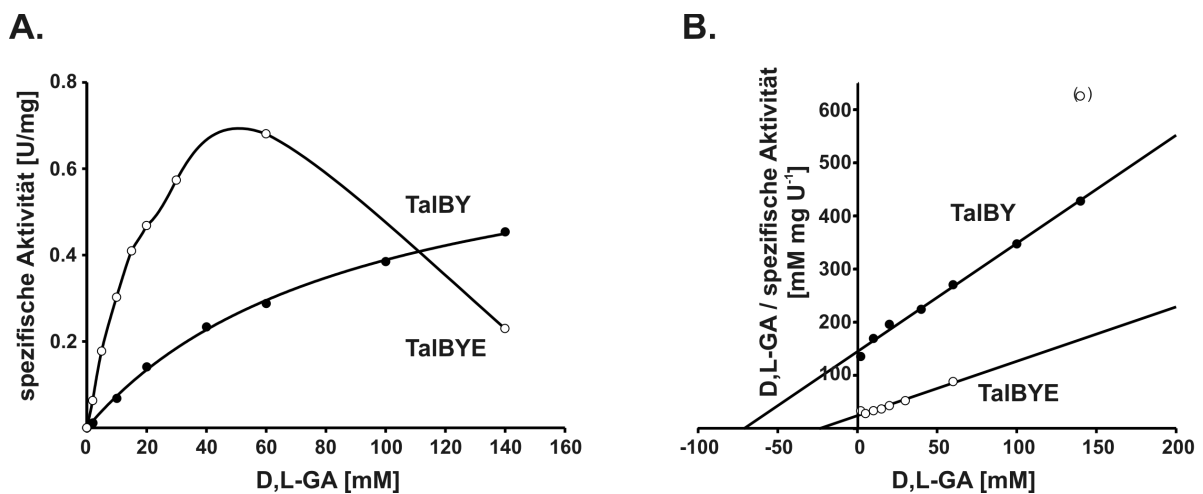 A.
spezifische Aktivität [U/mg]
0.8
0.6
0.4
0.2
0
20
40
60
80
100
120
140
160
D,L-GA [mM]
TalBY
TalBYE
B.
D,L-GA / spezifische Aktivität
[mM mg U⁻¹]
600
500
400
300
200
100
-100
-50
0
50
100
150
200
D,L-GA [mM]
( )
TalBY
TalBYE